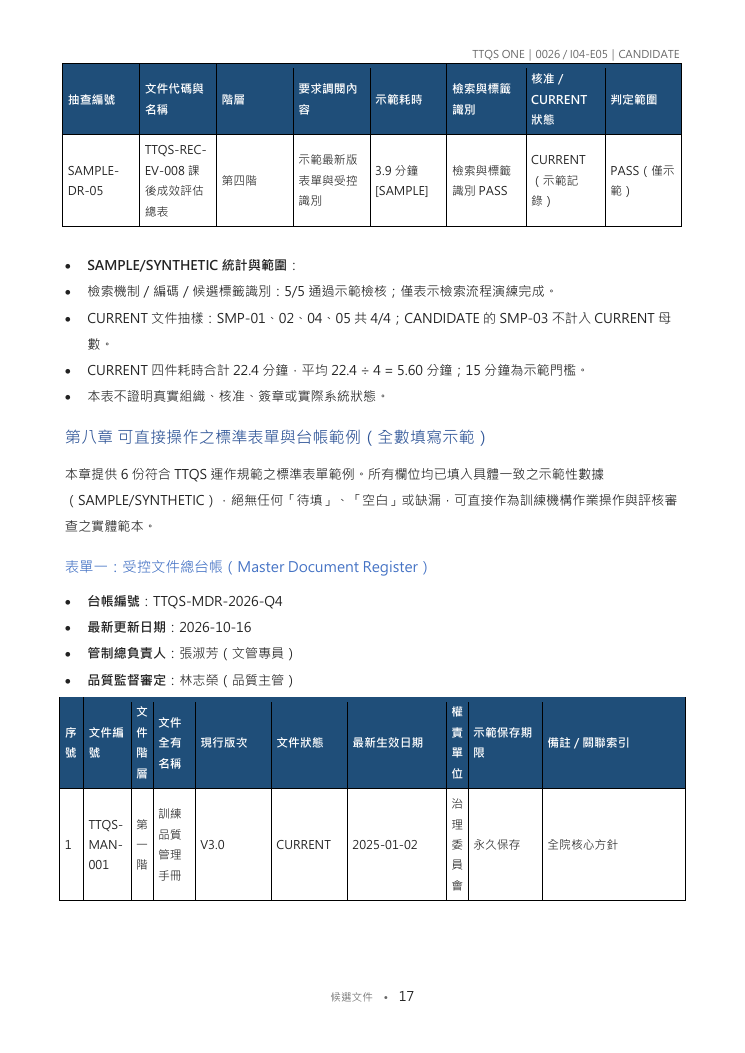 TTQS ONE | 0026 / I04-E05 | CANDIDATE
抽查編號
文件代碼與
名稱
階層
要求調閱內
容
示範耗時
檢索與標籤
識別
核准 /
CURRENT
狀態
判定範圍
SAMPLE-
DR-05
TTQS-REC-
EV-008 課
後成效評估
總表
第四階
示範最新版
表單與受控
識別
3.9 分鐘
[SAMPLE]
檢索與標籤
識別 PASS
CURRENT
（示範記
錄）
PASS（僅示
範）
• SAMPLE/SYNTHETIC 統計與範圍：
• 檢索機制 / 編碼 / 候選標籤識別：5/5 通過示範檢核；僅表示檢索流程演練完成。
• CURRENT 文件抽樣：SMP-01、02、04、05 共 4/4；CANDIDATE 的 SMP-03 不計入 CURRENT 母
數。
• CURRENT 四件耗時合計 22.4 分鐘，平均 22.4 ÷ 4 = 5.60 分鐘；15 分鐘為示範門檻。
• 本表不證明真實組織、核准、簽章或實際系統狀態。
第八章 可直接操作之標準表單與台帳範例（全數填寫示範）
本章提供 6 份符合 TTQS 運作規範之標準表單範例。所有欄位均已填入具體一致之示範性數據
（SAMPLE/SYNTHETIC），絕無任何「待填」、「空白」或缺漏，可直接作為訓練機構作業操作與評核審
查之實體範本。
表單一：受控文件總台帳（Master Document Register）
• 台帳編號：TTQS-MDR-2026-Q4
• 最新更新日期：2026-10-16
• 管制總負責人：張淑芳（文管專員）
• 品質監督審定：林志榮（品質主管）
序
號
文件編
號
文
件
階
層
文件
全有
名稱
現行版次
文件狀態
最新生效日期
權
責
單
位
示範保存期
限
備註 / 關聯索引
1
TTQS-
MAN-
001
第
一
階
訓練
品質
管理
手冊
V3.0
CURRENT
2025-01-02
治
理
委
員
會
永久保存
全院核心方針
候選文件 • 17